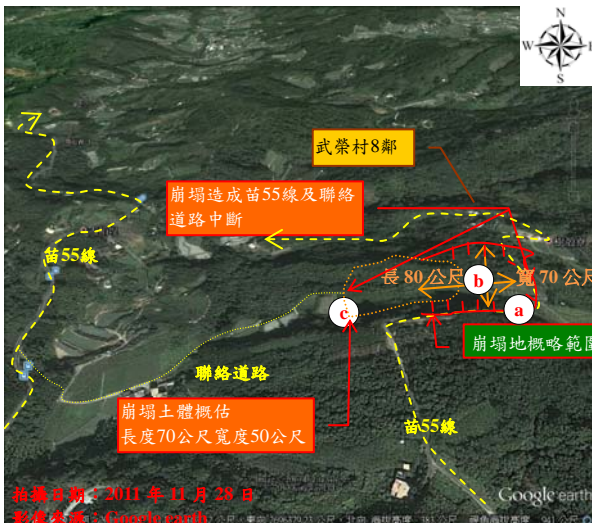 N
W
S
武榮村8鄰
崩塌造成苗55線及聯絡
道路中斷
苗55線
長 80 公尺
寬 70 公尺
b
a
c
崩塌地概略範圍
聯絡道路
崩塌土體概估
長度70公尺寬度50公尺
苗55線
拍攝日期：2011 年 11 月 28 日
影像來源：Google earth
Google earth